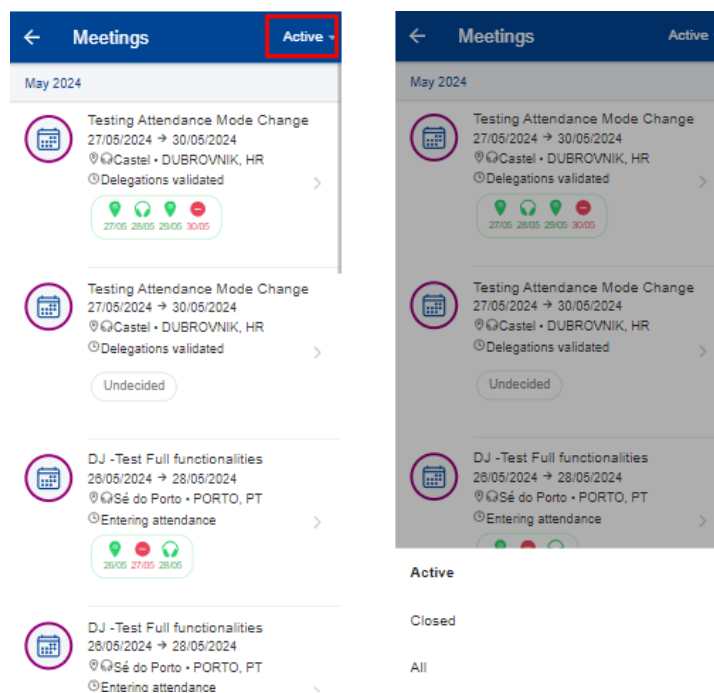 Meetings
Active
May 2024
Testing Attendance Mode Change
27/05/2024 → 30/05/2024
Castel • DUBROVNIK, HR
Delegations validated
27/05 28/05 29/05 30/05
Testing Attendance Mode Change
27/05/2024 → 30/05/2024
Castel • DUBROVNIK, HR
Delegations validated
Undecided
DJ -Test Full functionalities
26/05/2024 → 28/05/2024
Sé do Porto • PORTO, PT
Entering attendance
26/05 27/05 28/05
DJ -Test Full functionalities
26/05/2024 → 28/05/2024
Sé do Porto • PORTO, PT
Entering attendance
Meetings
Active
May 2024
Testing Attendance Mode Change
27/05/2024 → 30/05/2024
Castel • DUBROVNIK, HR
Delegations validated
27/05 28/05 29/05 30/05
Testing Attendance Mode Change
27/05/2024 → 30/05/2024
Castel • DUBROVNIK, HR
Delegations validated
Undecided
DJ -Test Full functionalities
26/05/2024 → 28/05/2024
Sé do Porto • PORTO, PT
Entering attendance
Active
Closed
All